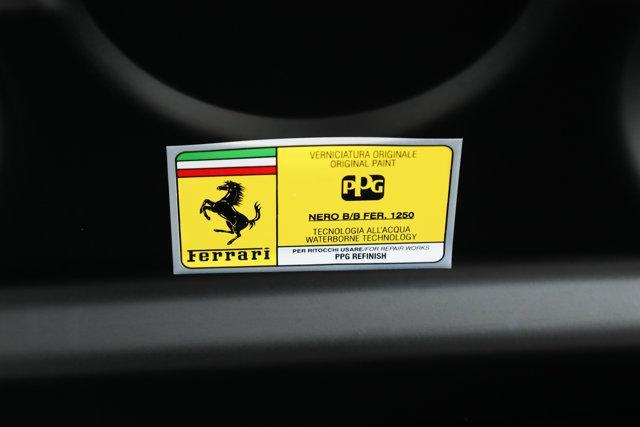 Ferrari
VERNICIATURA ORIGINALE
ORIGINAL PAINT
PPG
NERO B/B FER. 1250
TECNOLOGIA ALL'ACQUA
WATERBORNE TECHNOLOGY
PER RITOCCHI USARE/FOR REPAIR WORKS
PPG REFINISH